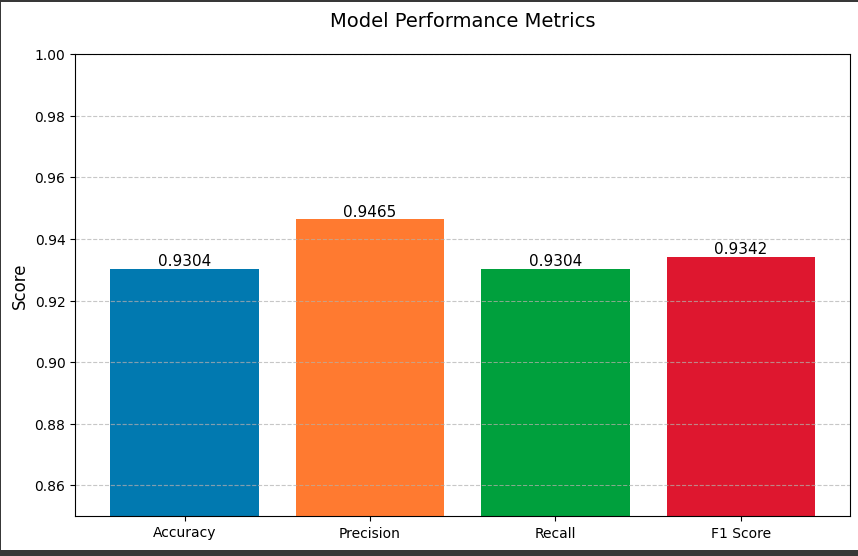 Model Performance Metrics
1.00
0.98
0.96
0.94
0.92
0.90
0.88
0.86
Score
0.9304
0.9465
0.9304
0.9342
Accuracy
Precision
Recall
F1 Score